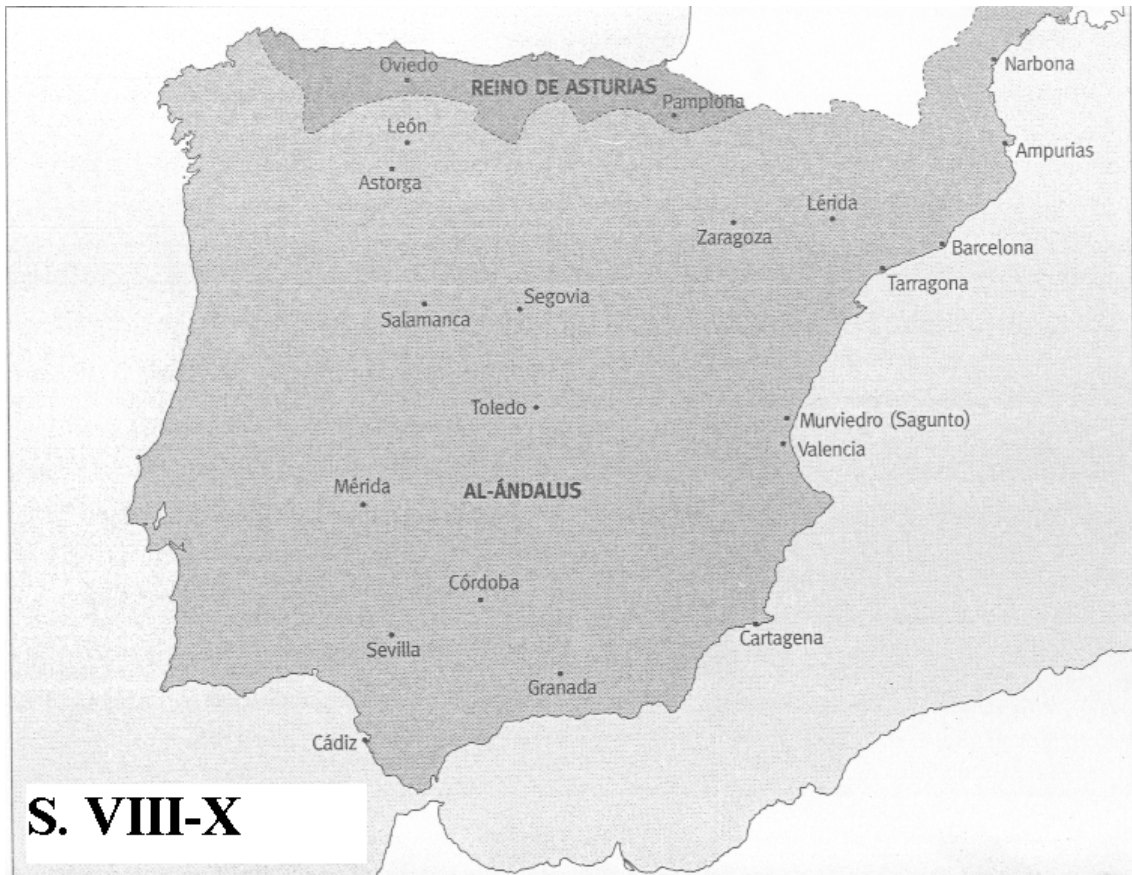 Narbona
Oviedo
REINO DE ASTURIAS
Pamplona
León
Ampurias
Astorga
Lérida
Zaragoza
Barcelona
Tarragona
Segovia
Salamanca
Toledo
Murviedro (Sagunto)
Valencia
Mérida
AL-ÁNDALUS
Córdoba
Cartagena
Sevilla
Granada
Cádiz
S. VIII-X